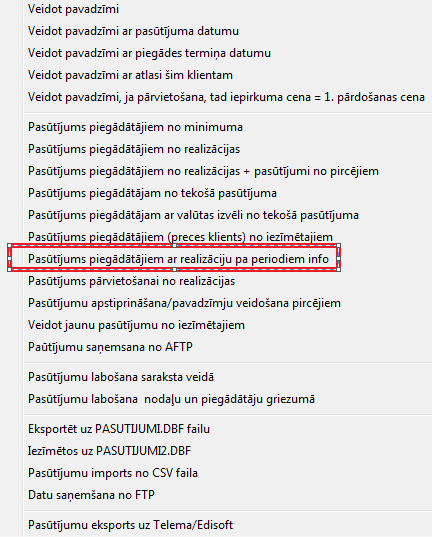 Veidot pavadzīmi
Veidot pavadzīmi ar pasūtījuma datumu
Veidot pavadzīmi ar piegādes termiņa datumu
Veidot pavadzīmi ar atlasi šim klientam
Veidot pavadzīmi, ja pārvietošana, tad iepirkuma cena = 1. pārdošanas cena
Pasūtījums piegādātājiem no minimuma
Pasūtījums piegādātājiem no realizācijas
Pasūtījums piegādātājiem no realizācijas + pasūtījumi no pircējiem
Pasūtījums piegādātājam no tekošā pasūtījuma
Pasūtījums piegādātājam ar valūtas izvēli no tekošā pasūtījuma
Pasūtījums piegādātājiem (preces klients) no iezīmētajiem
Pasūtījums piegādātājiem ar realizāciju pa periodiem info
Pasūtījums pārvietošanai no realizācijas
Pasūtījumu apstiprināšana/pavadzīmju veidošana pircējiem
Veidot jaunu pasūtījumu no iezīmētajiem
Paūtījumu saņemsana no AFTP
Pasūtījumu labošana saraksta veidā
Pasūtījumu labošana  nodaļu un piegādātāju griezumā
Eksportēt uz PASUTIJUMI.DBF failu
Iezīmētos uz PASUTIJUMI2.DBF
Pasūtījumu imports no CSV faila
Datu saņemšana no FTP
Pasūtījumu eksports uz Telema/Edisoft